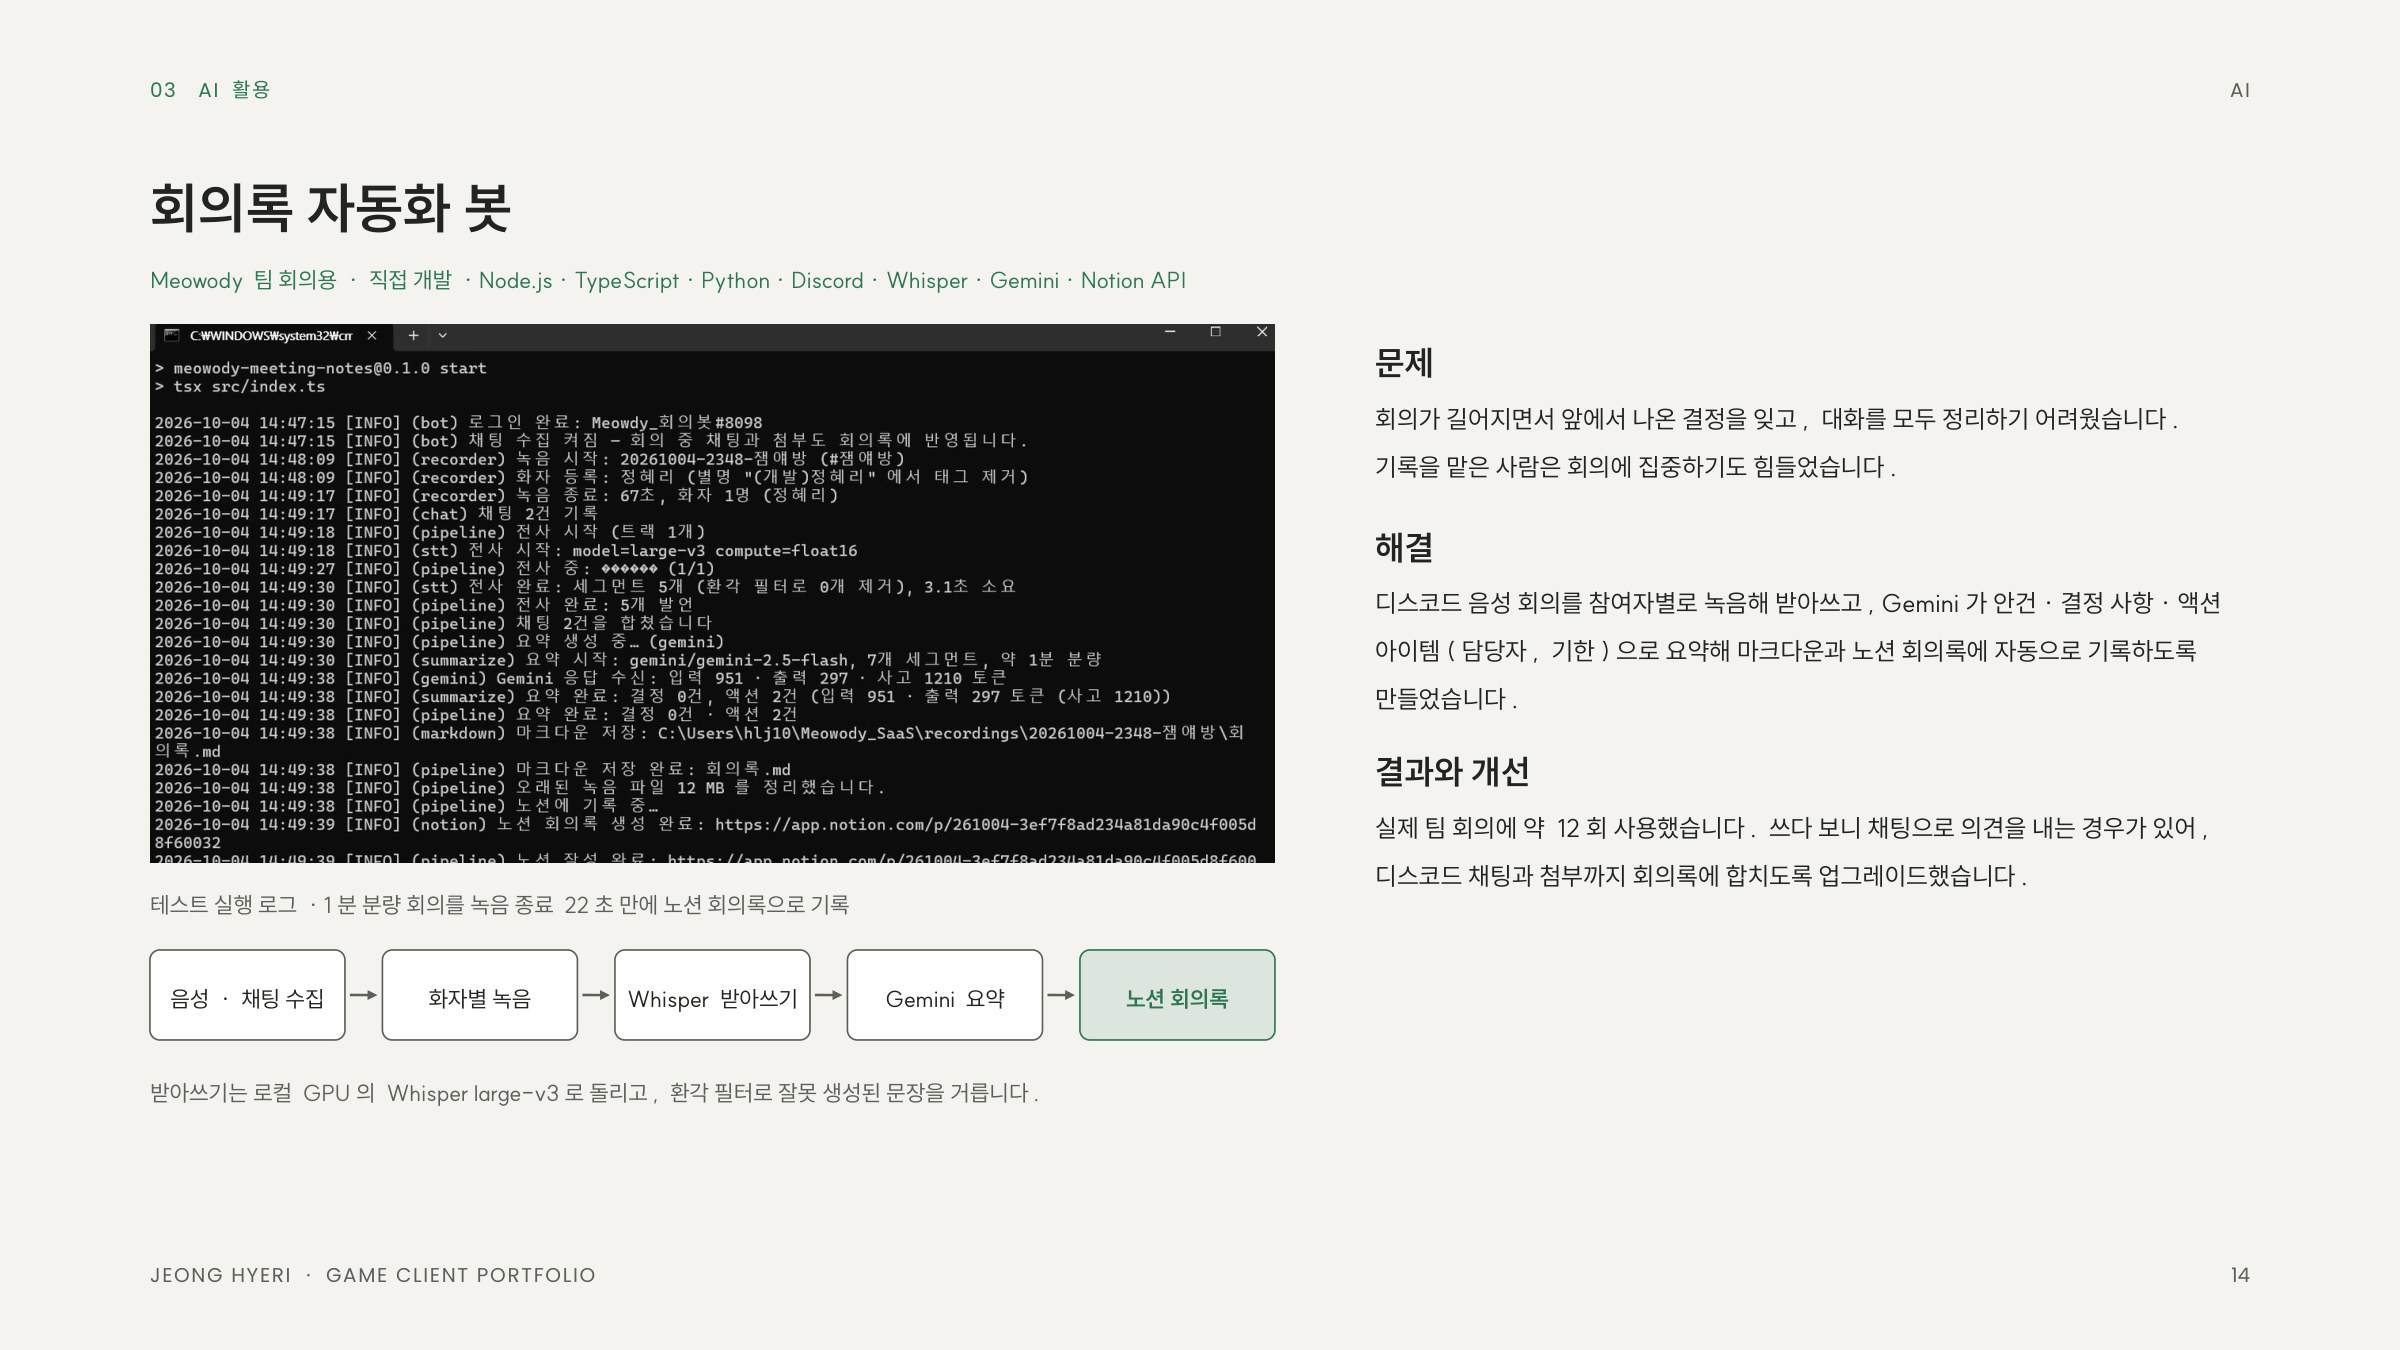 03 AI 활용
AI
회의록 자동화 봇
Meowody 팀 회의용 · 직접 개발 · Node.js · TypeScript · Python · Discord · Whisper · Gemini · Notion API
C:₩WINDOWS₩system32₩cm
> meowody-meeting-notes@0.1.0 start
> tsx src/index.ts
2026-10-04 14:47:15 [INFO] (bot) 로그인 완료: Meowdy_회의봇#8098
2026-10-04 14:47:15 [INFO] (bot) 채팅 수집 켜짐 — 회의 중 채팅과 첨부도 회의록에 반영됩니다.
2026-10-04 14:48:09 [INFO] (recorder) 녹음 시작: 20261004-2348-잼얘방 (#잼얘방)
2026-10-04 14:48:09 [INFO] (recorder) 화자 등록: 정혜리 (별명 "(개발)정혜리" 에서 태그 제거)
2026-10-04 14:49:17 [INFO] (recorder) 녹음 종료: 67초, 화자 1명 (정혜리)
2026-10-04 14:49:17 [INFO] (chat) 채팅 2건 기록
2026-10-04 14:49:18 [INFO] (pipeline) 전사 시작 (트랙 1개)
2026-10-04 14:49:18 [INFO] (stt) 전사 시작: model=large-v3 compute=float16
2026-10-04 14:49:27 [INFO] (pipeline) 전사 중: ������ (1/1)
2026-10-04 14:49:30 [INFO] (stt) 전사 완료: 세그먼트 5개 (환각 필터로 0개 제거), 3.1초 소요
2026-10-04 14:49:30 [INFO] (pipeline) 전사 완료: 5개 발언
2026-10-04 14:49:30 [INFO] (pipeline) 채팅 2건을 합쳤습니다
2026-10-04 14:49:30 [INFO] (pipeline) 요약 생성 중… (gemini)
2026-10-04 14:49:30 [INFO] (summarize) 요약 시작: gemini/gemini-2.5-flash, 7개 세그먼트, 약 1분 분량
2026-10-04 14:49:38 [INFO] (gemini) Gemini 응답 수신: 입력 951 · 출력 297 · 사고 1210 토큰
2026-10-04 14:49:38 [INFO] (summarize) 요약 완료: 결정 0건, 액션 2건 (입력 951 · 출력 297 토큰 (사고 1210))
2026-10-04 14:49:38 [INFO] (pipeline) 요약 완료: 결정 0건 · 액션 2건
2026-10-04 14:49:38 [INFO] (markdown) 마크다운 저장: C:\Users\hlj10\Meowody_SaaS\recordings\20261004-2348-잼얘방\회
의록.md
2026-10-04 14:49:38 [INFO] (pipeline) 마크다운 저장 완료: 회의록.md
2026-10-04 14:49:38 [INFO] (pipeline) 오래된 녹음 파일 12 MB 를 정리했습니다.
2026-10-04 14:49:38 [INFO] (pipeline) 노션에 기록 중…
2026-10-04 14:49:39 [INFO] (notion) 노션 회의록 생성 완료: https://app.notion.com/p/261004-3ef7f8ad234a81da90c4f005d
8f60032
2026-10-04 14:49:39 [INFO] (pipeline) 노션 작성 완료: https://app.notion.com/p/261004-3ef7f8ad234a81da90c4f005d8f600
테스트 실행 로그 · 1분 분량 회의를 녹음 종료 22초 만에 노션 회의록으로 기록
음성 · 채팅 수집
화자별 녹음
Whisper 받아쓰기
Gemini 요약
노션 회의록
받아쓰기는 로컬 GPU의 Whisper large-v3로 돌리고, 환각 필터로 잘못 생성된 문장을 거릅니다.
문제
회의가 길어지면서 앞에서 나온 결정을 잊고, 대화를 모두 정리하기 어려웠습니다.
기록을 맡은 사람은 회의에 집중하기도 힘들었습니다.
해결
디스코드 음성 회의를 참여자별로 녹음해 받아쓰고, Gemini가 안건 · 결정 사항 · 액션
아이템(담당자, 기한)으로 요약해 마크다운과 노션 회의록에 자동으로 기록하도록
만들었습니다.
결과와 개선
실제 팀 회의에 약 12회 사용했습니다. 쓰다 보니 채팅으로 의견을 내는 경우가 있어,
디스코드 채팅과 첨부까지 회의록에 합치도록 업그레이드했습니다.
JEONG HYERI · GAME CLIENT PORTFOLIO
14